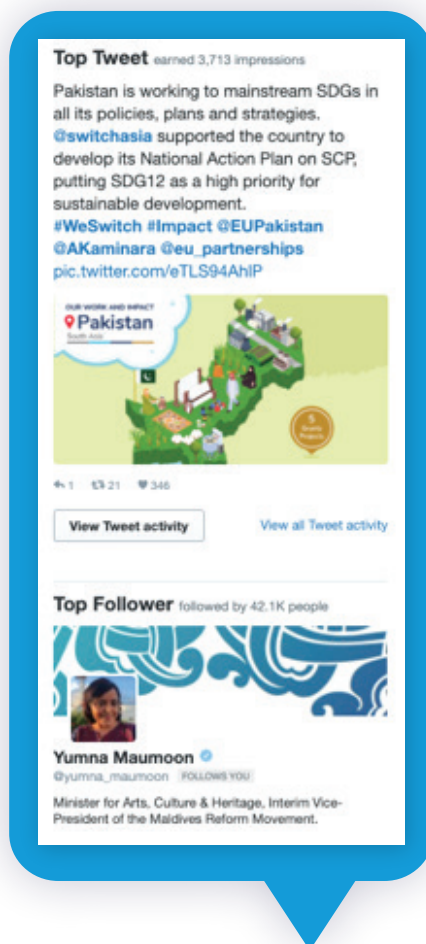 Top Tweet earned 3,713 impressions
Pakistan is working to mainstream SDGs in
all its policies, plans and strategies.
@switchasia supported the country to
develop its National Action Plan on SCP,
putting SDG12 as a high priority for
sustainable development.
#WeSwitch #Impact @EUPakistan
@AKaminara @eu_partnerships
pic.twitter.com/eTLS94AhlP
OUR WORK AND IMPACT
Pakistan
South Asia
5
Grants
Projects
1 21 346
View Tweet activity View all Tweet activity
Top Follower followed by 42.1K people
Yumna Maumoon
@yumna_maumoon FOLLOWS YOU
Minister for Arts, Culture & Heritage, Interim Vice-
President of the Maldives Reform Movement.